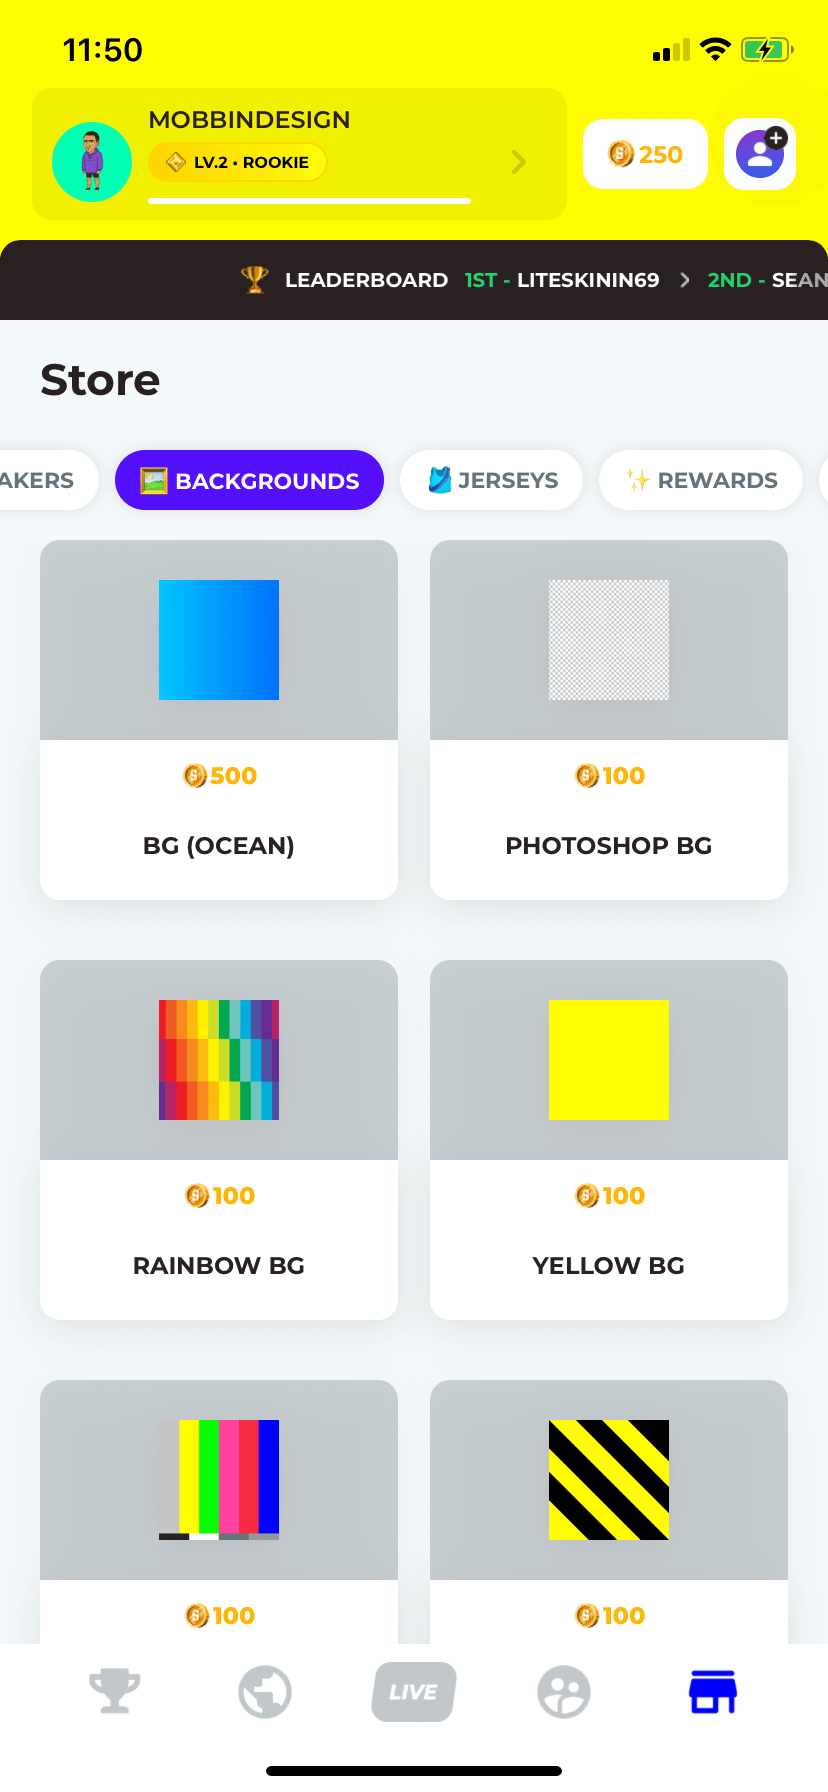 11:50
MOBBINDESIGN
LV.2 • ROOKIE
250
LEADERBOARD 1ST - LITESKININ69 > 2ND - SEAN
Store
AKERS
BACKGROUNDS
JERSEYS
REWARDS
500
100
BG (OCEAN)
PHOTOSHOP BG
100
100
RAINBOW BG
YELLOW BG
100
100
LIVE